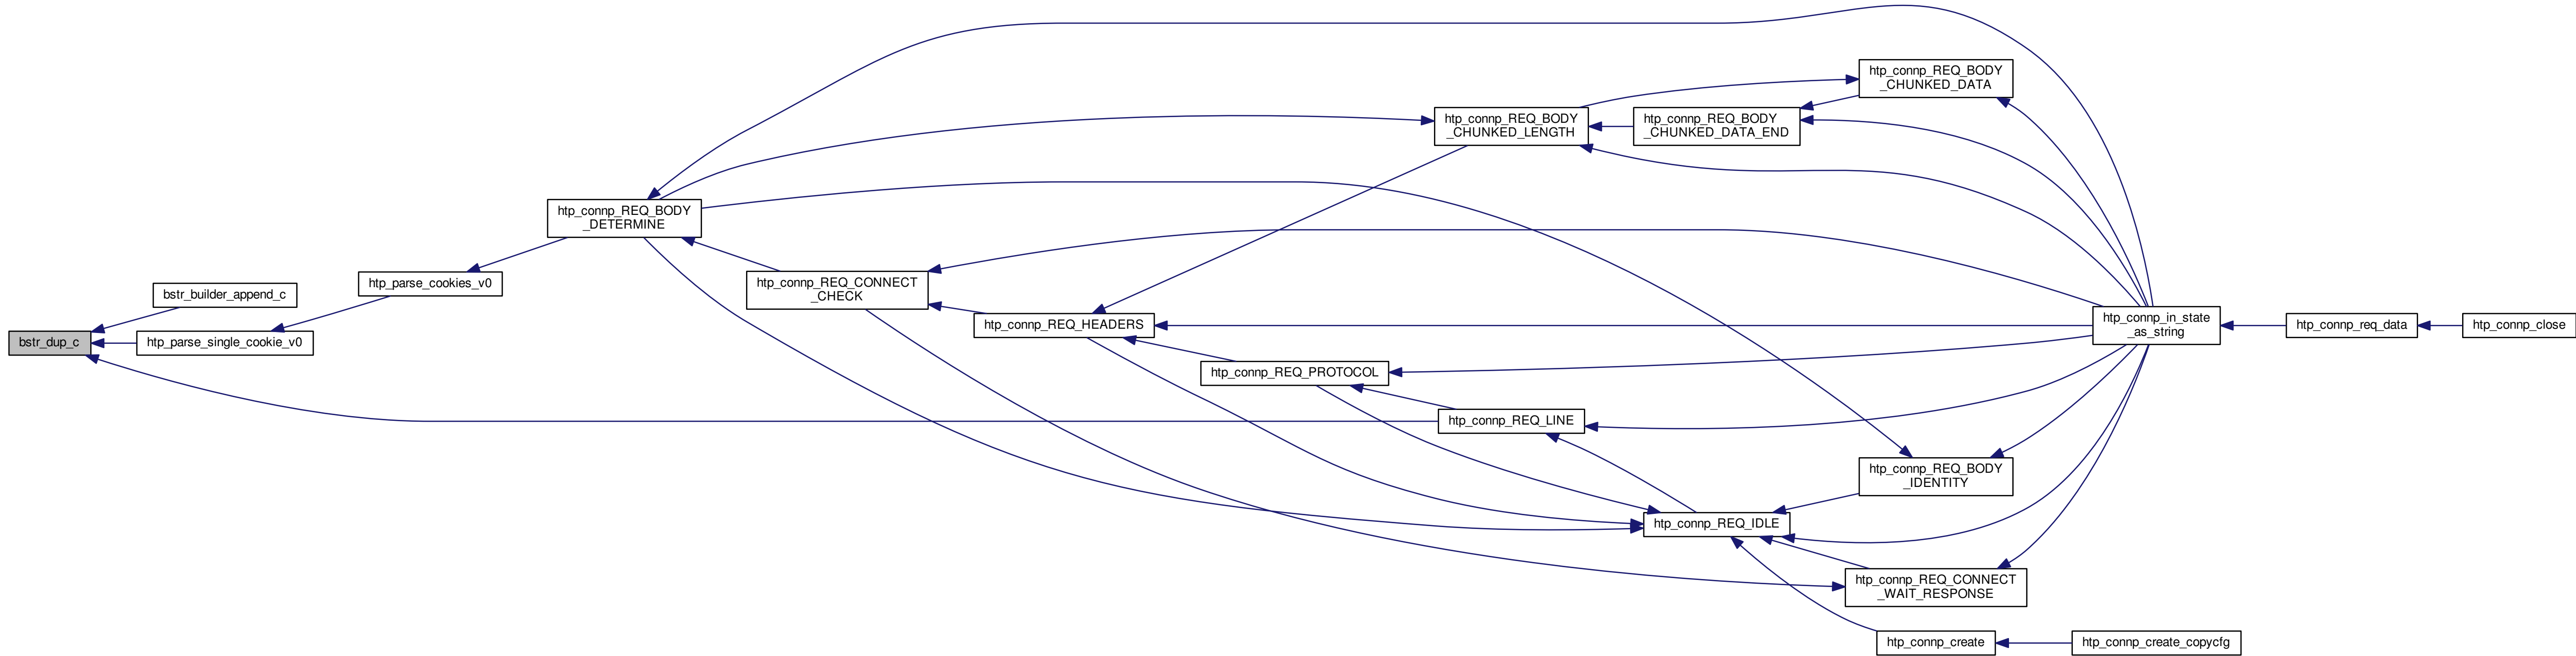 bstr_dup_c
bstr_builder_append_c
htp_parse_single_cookie_v0
htp_parse_cookies_v0
htp_connp_REQ_BODY
_DETERMINE
htp_connp_REQ_CONNECT
_CHECK
htp_connp_REQ_HEADERS
htp_connp_REQ_PROTOCOL
htp_connp_REQ_BODY
_CHUNKED_LENGTH
htp_connp_REQ_LINE
htp_connp_REQ_BODY
_CHUNKED_DATA_END
htp_connp_REQ_IDLE
htp_connp_REQ_BODY
_CHUNKED_DATA
htp_connp_REQ_BODY
_IDENTITY
htp_connp_REQ_CONNECT
_WAIT_RESPONSE
htp_connp_create
htp_connp_in_state
_as_string
htp_connp_create_copycfg
htp_connp_req_data
htp_connp_close